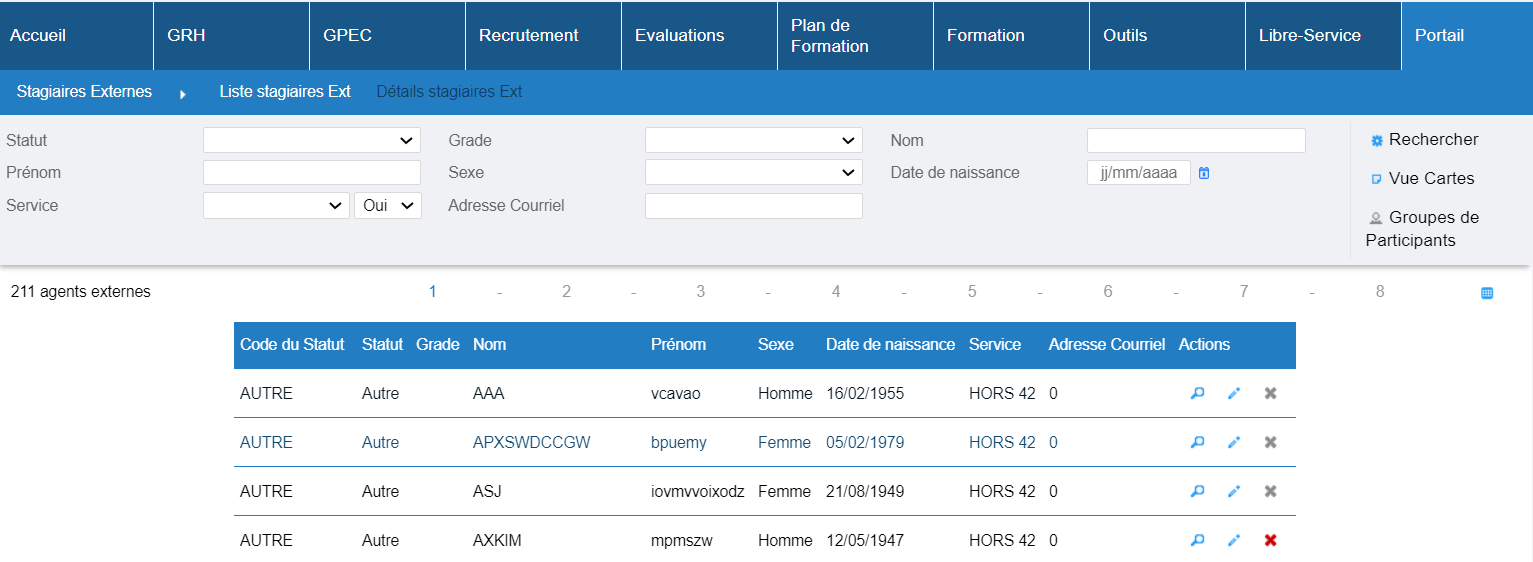 Accueil GRH GPEC Recrutement Evaluations Plan de Formation Formation Outils Libre-Service Portail
Stagiaires Externes Liste stagiaires Ext Détails stagiaires Ext
Statut Grade Nom Rechercher
Prénom Sexe Date de naissance jj/mm/aaaa Vue Cartes
Service Oui Adresse Courriel Groupes de Participants
211 agents externes 1 - 2 - 3 - 4 - 5 - 6 - 7 - 8
Code du Statut Statut Grade Nom Prénom Sexe Date de naissance Service Adresse Courriel Actions
AUTRE Autre AAA vcavao Homme 16/02/1955 HORS 42 0
AUTRE Autre APXSWDCCGW bpuemy Femme 05/02/1979 HORS 42 0
AUTRE Autre ASJ iovmvvoixodz Femme 21/08/1949 HORS 42 0
AUTRE Autre AXKIM mpmszw Homme 12/05/1947 HORS 42 0